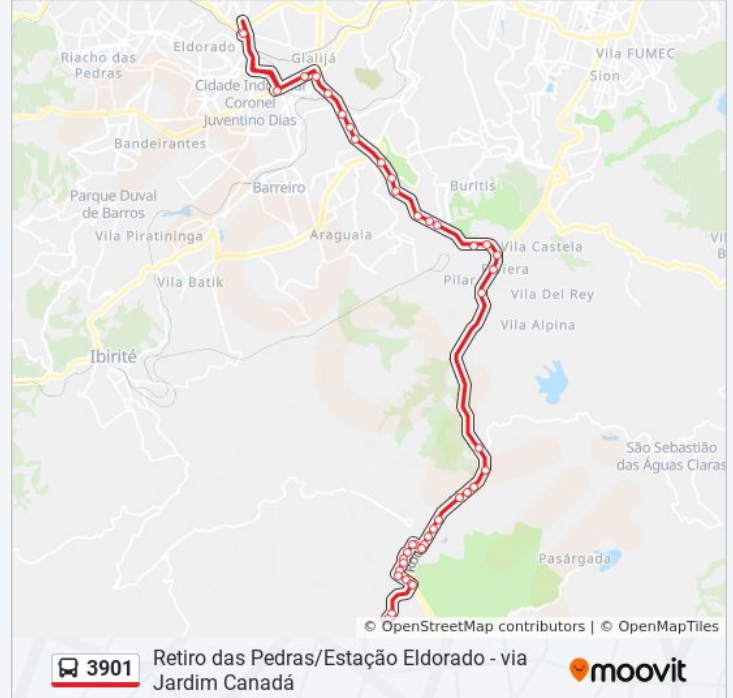 Eldorado
Riacho das
Pedras
Vila FUMEC
Sion
Cidade Indu
Coronel
Juventino Dias
Bandeirantes
Barreiro
Buritis
Parque Duval
de Barros
Vila Piratininga
Araguaia
Vila Castela
Vila Batik
Pilar
Vila Del Rey
Vila Alpina
Ibirité
São Sebastião
das Águas Claras
Pasárgada
© OpenStreetMap contributors | © OpenMapTiles
3901
Retiro das Pedras/Estação Eldorado - via
Jardim Canadá
moovit